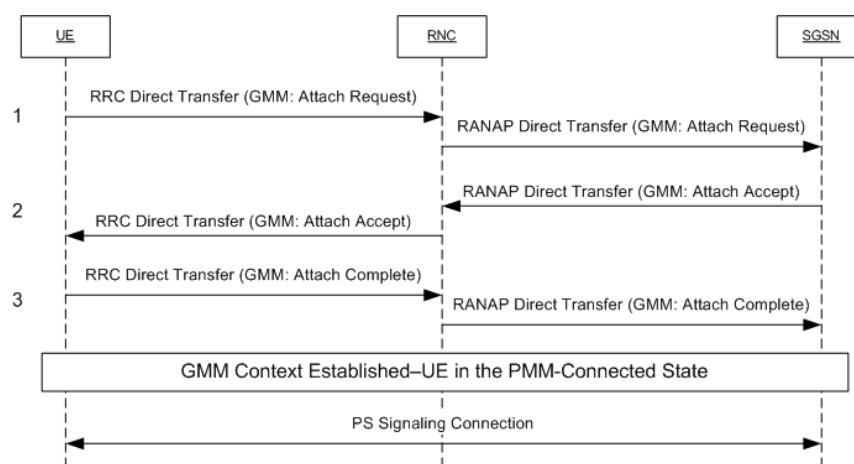 UE
RNC
SGSN
1
RRC Direct Transfer (GMM: Attach Request)
RANAP Direct Transfer (GMM: Attach Request)
2
RANAP Direct Transfer (GMM: Attach Accept)
RRC Direct Transfer (GMM: Attach Accept)
3
RRC Direct Transfer (GMM: Attach Complete)
RANAP Direct Transfer (GMM: Attach Complete)
GMM Context Established–UE in the PMM-Connected State
PS Signaling Connection